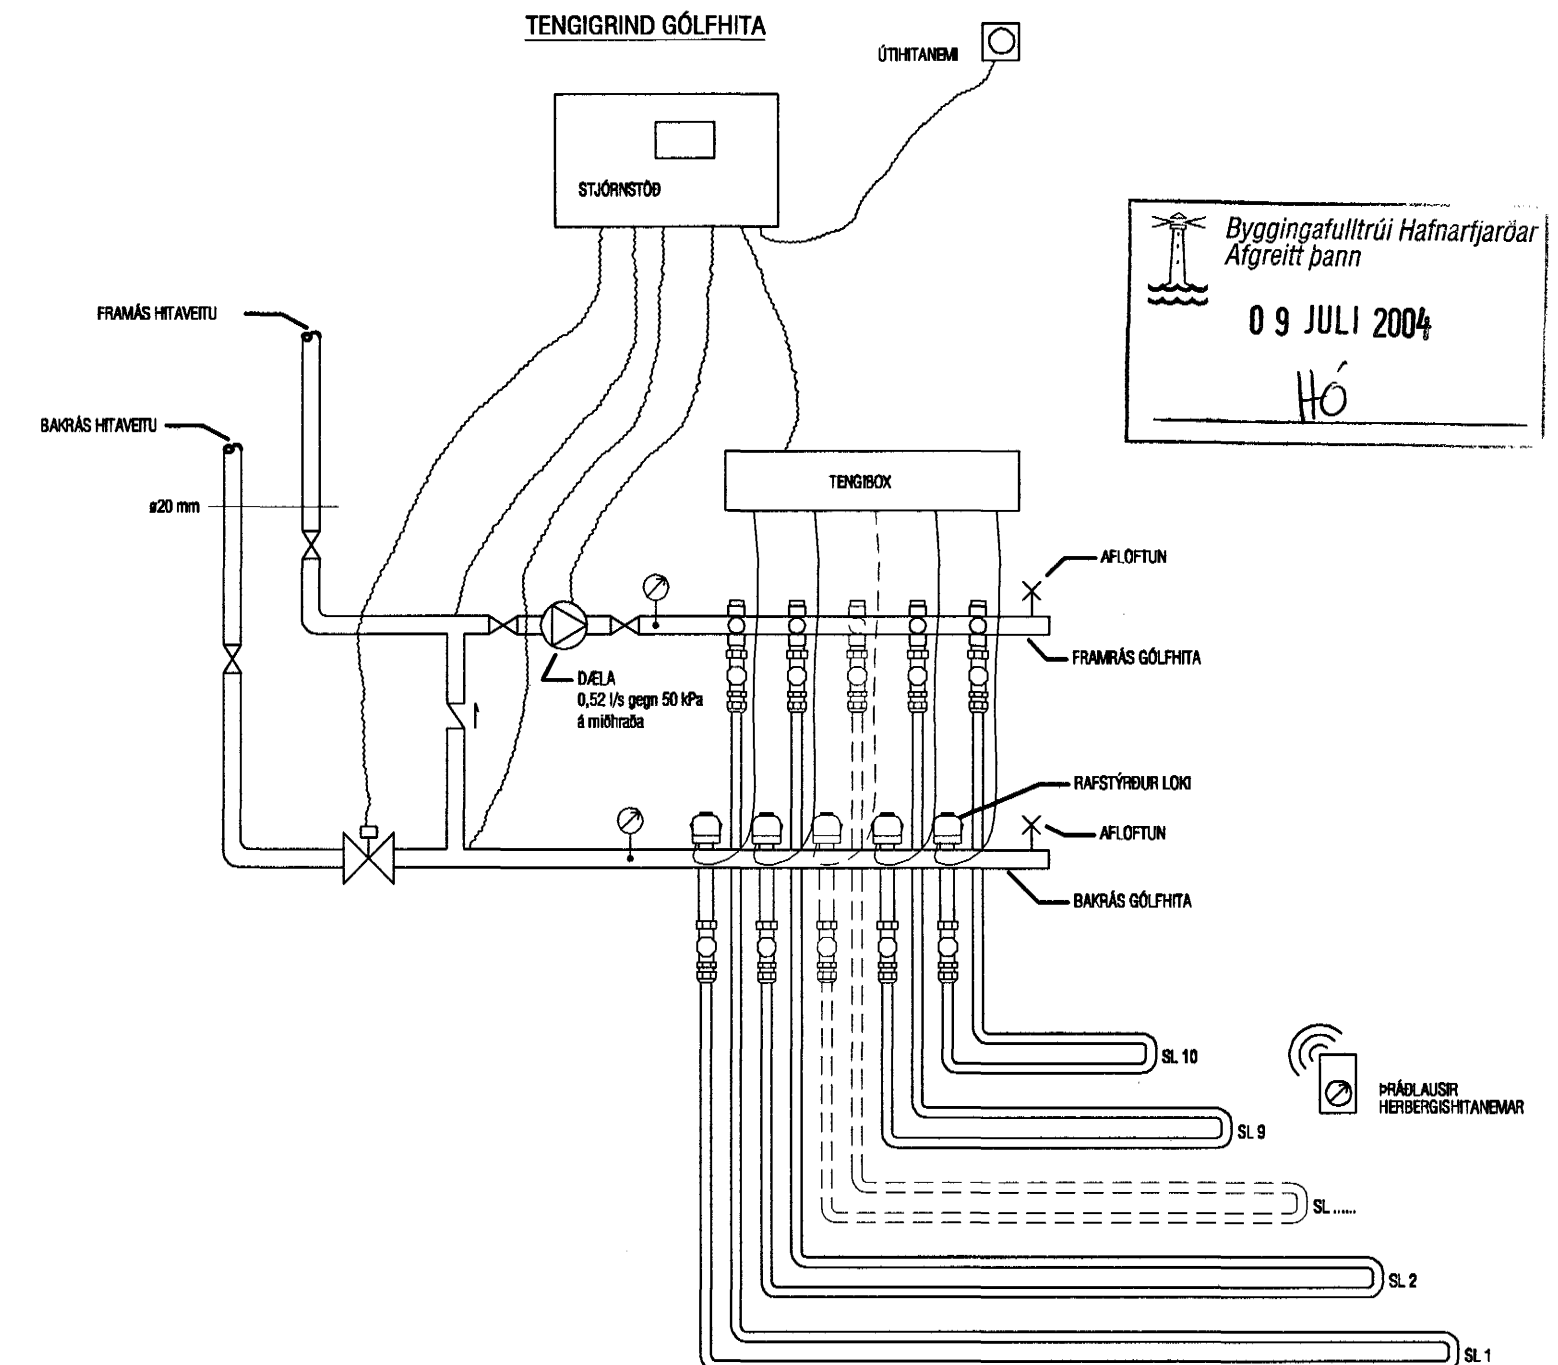 TENGIGRIND GÓLFHITA
ÚTIHITANEMI
STJÓRNSTÖÐ
Byggingafulltrúi Hafnarfjarðar
Afgreitt þann
09 JULI 2004
HÓ
FRAMÁS HITAVEITU
BAKRÁS HITAVEITU
ø20 mm
TENGIBOX
AFLOFTUN
FRAMRÁS GÓLFHITA
DÆLA
0,52 l/s gegn 50 kPa
á miðhraða
RAFSTÝRÐUR LOKI
AFLOFTUN
BAKRÁS GÓLFHITA
SL 10
ÞRÁÐLAUSIR
HERBERGISHITANEMAR
SL 9
SL ......
SL 2
SL 1